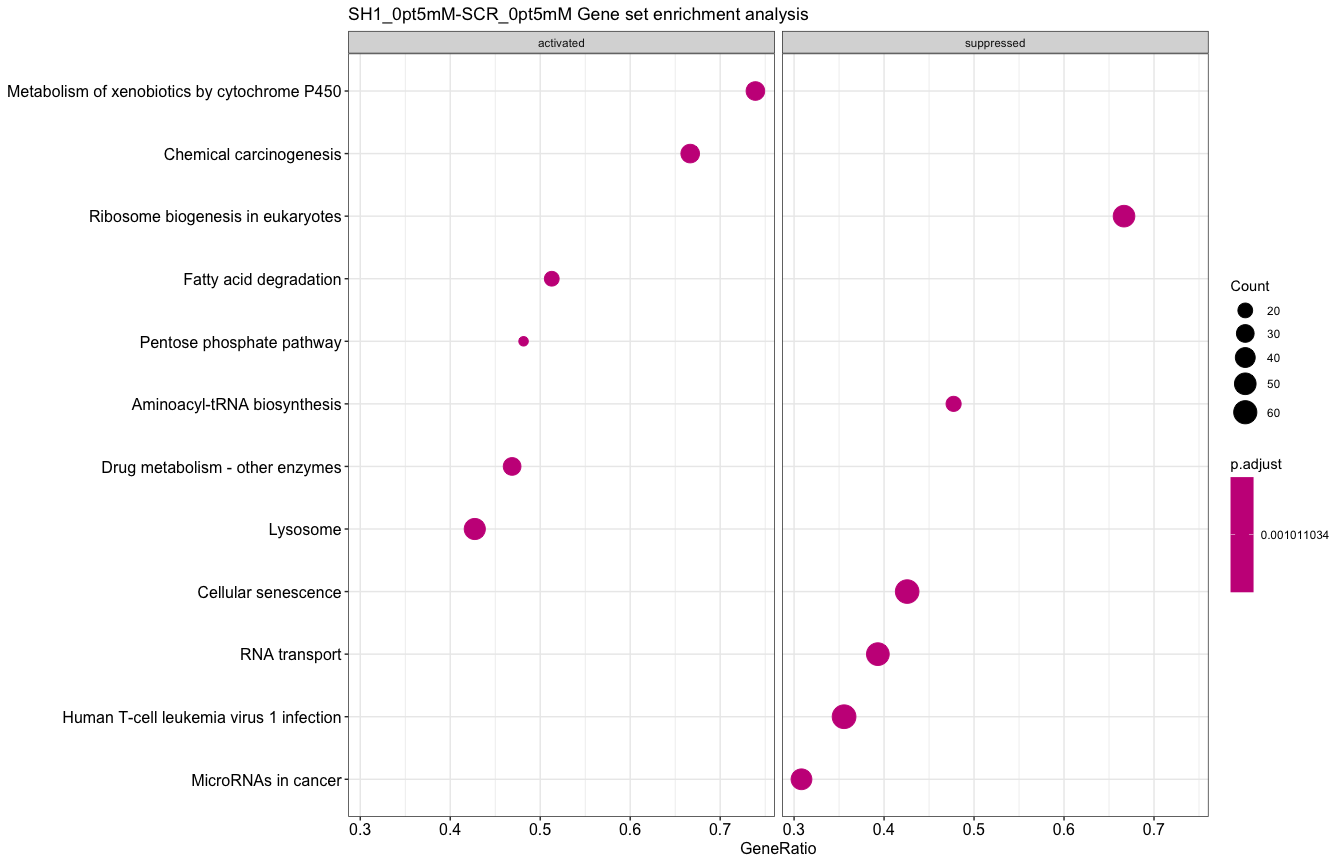 SH1_0pt5mM-SCR_0pt5mM Gene set enrichment analysis
activated
suppressed
Metabolism of xenobiotics by cytochrome P450
Chemical carcinogenesis
Ribosome biogenesis in eukaryotes
Fatty acid degradation
Pentose phosphate pathway
Aminoacyl-tRNA biosynthesis
Drug metabolism - other enzymes
Lysosome
Cellular senescence
RNA transport
Human T-cell leukemia virus 1 infection
MicroRNAs in cancer
0.3 0.4 0.5 0.6 0.7
0.3 0.4 0.5 0.6 0.7
GeneRatio
Count
20
30
40
50
60
p.adjust
0.001011034